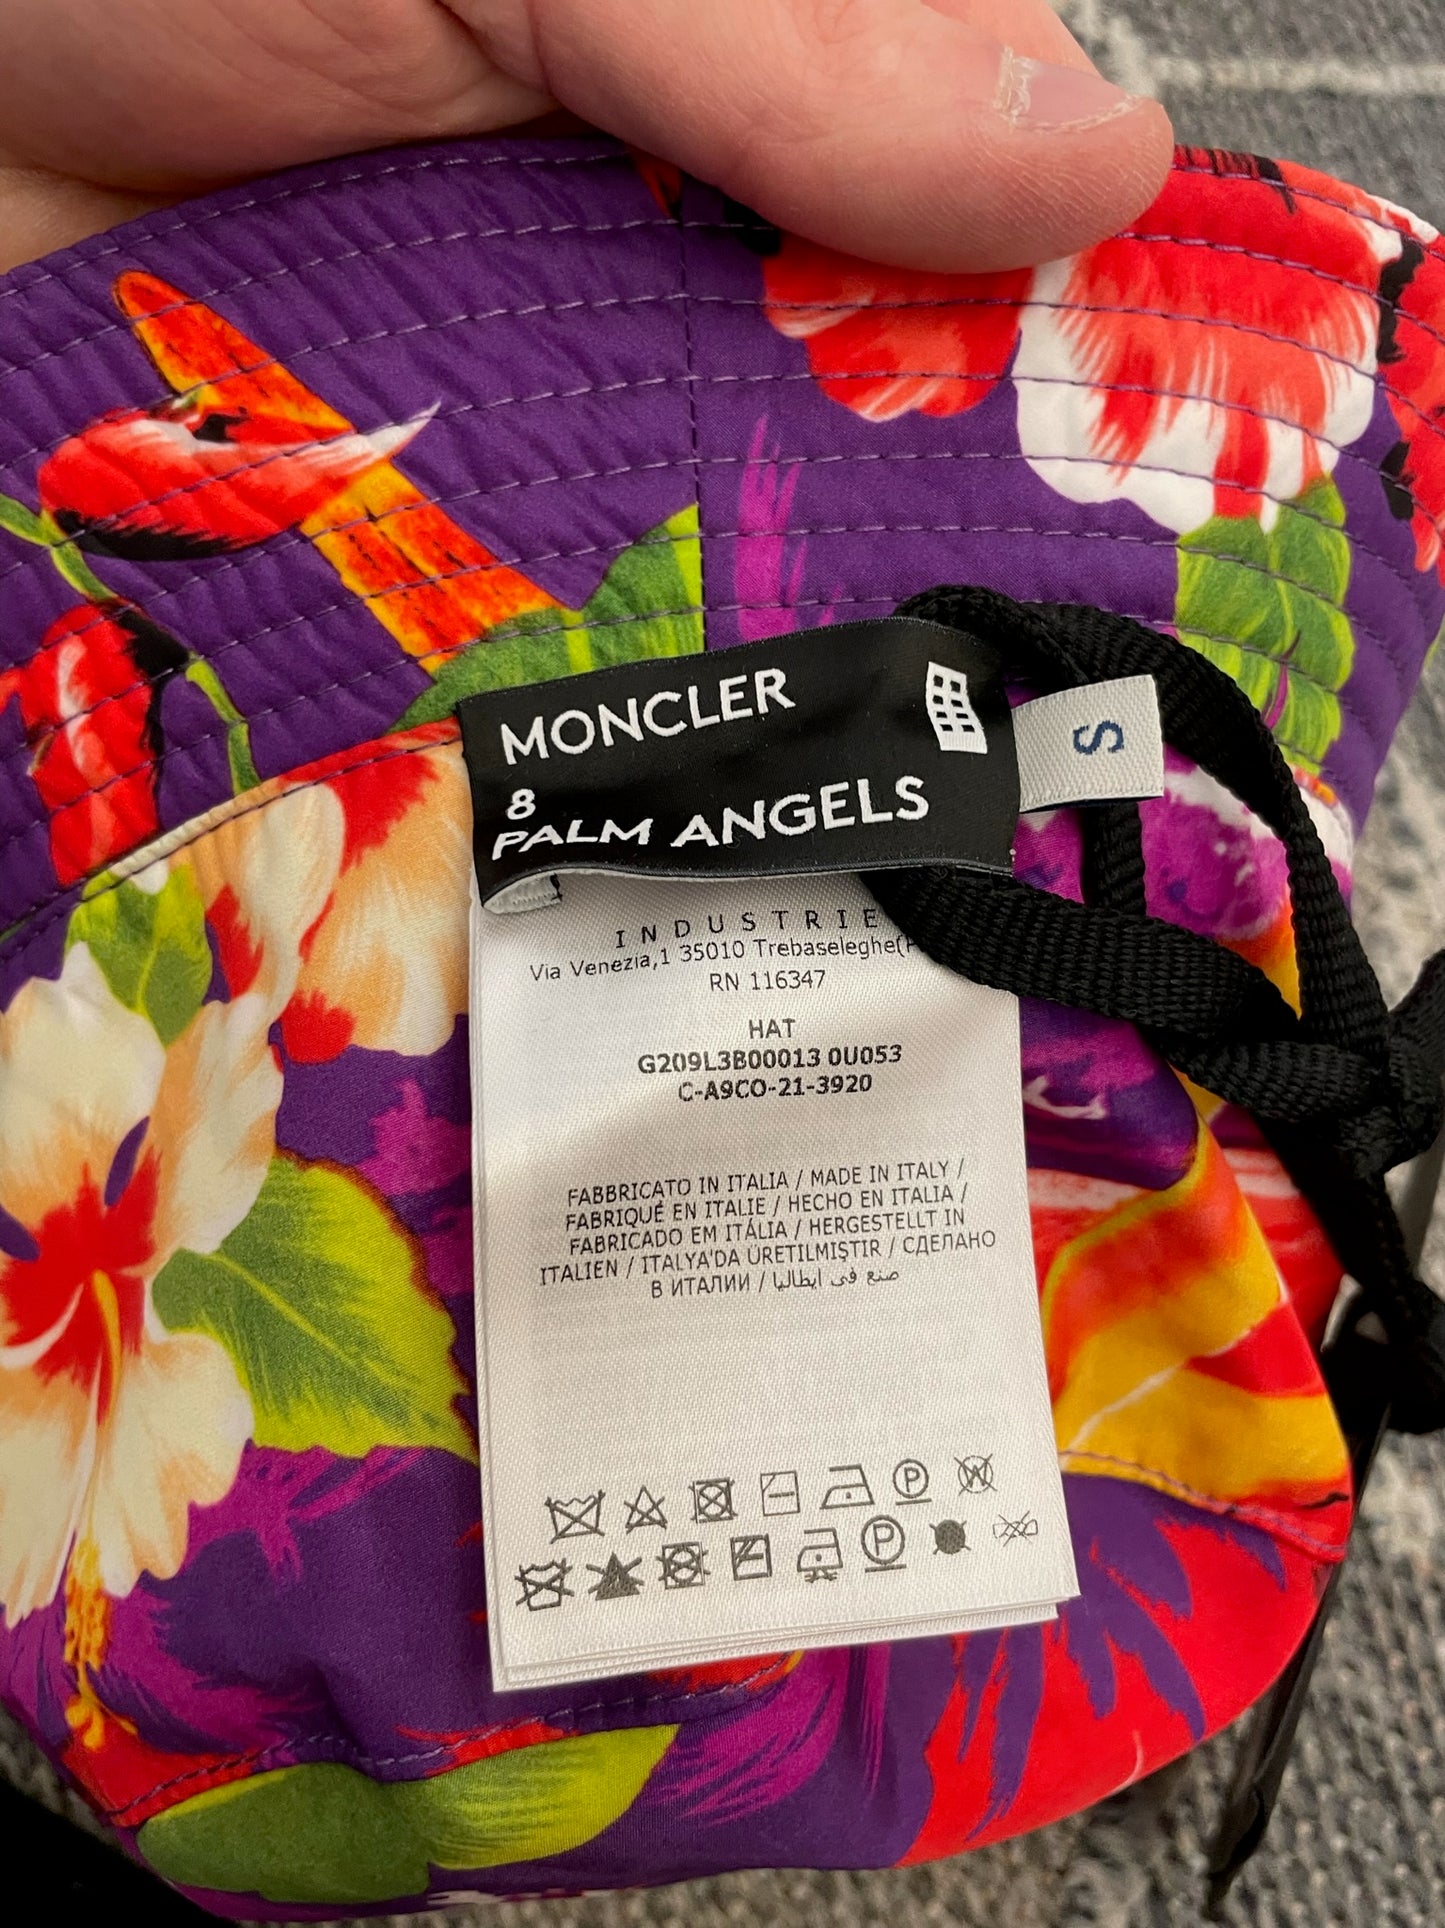 MONCLER
8
PALM ANGELS
S
INDUSTRIE
Via Venezia,1 35010 Trebaseleghe(
RN 116347
HAT
G209L3B00013 0U053
C-A9CO-21-3920
FABBRICATO IN ITALIA / MADE IN ITALY /
FABRIQUÉ EN ITALIE / HECHO EN ITALIA /
FABRICADO EM ITÁLIA / HERGESTELLT IN
ITALIEN / ITALYA'DA ÜRETILMIŞTIR / СДЕЛАНО
В ИТАЛИИ / صنع في ايطاليا
P W
P